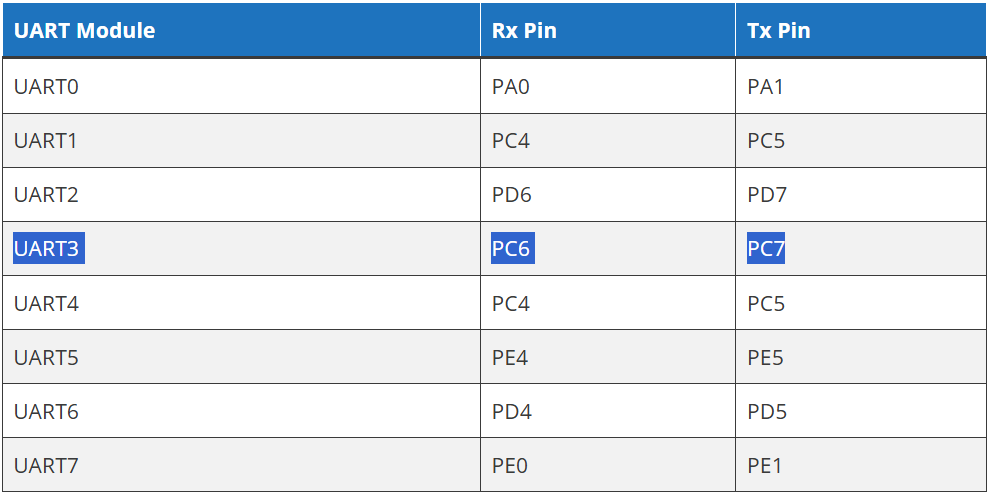 UART Module Rx Pin Tx Pin
UART0 PA0 PA1
UART1 PC4 PC5
UART2 PD6 PD7
UART3 PC6 PC7
UART4 PC4 PC5
UART5 PE4 PE5
UART6 PD4 PD5
UART7 PE0 PE1